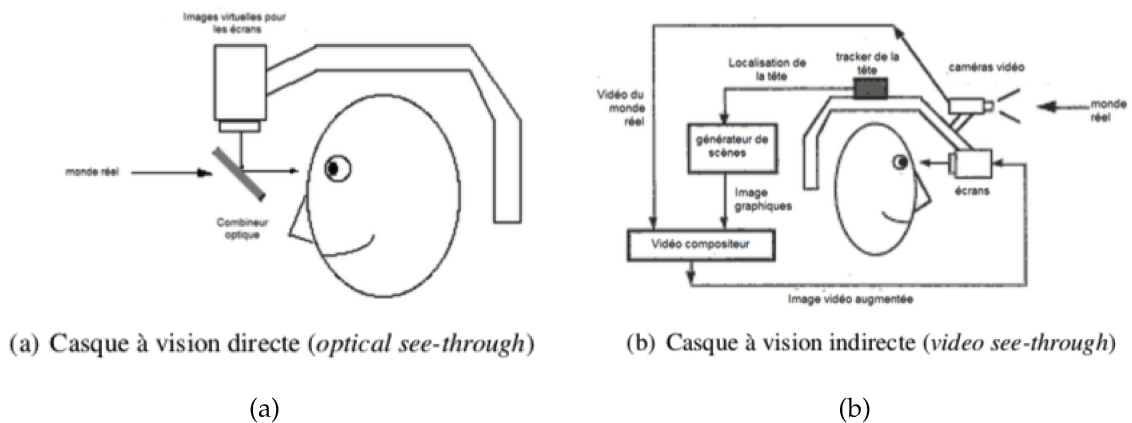 Images virtuelles pour
les écrans
monde réel
Combineur
optique
(a) Casque à vision directe (optical see-through)
(a)
Localisation de
la tête
tracker de la
tête
caméras vidéo
Vidéo du
monde
réel
monde
réel
générateur de
scènes
écrans
Image
graphiques
Vidéo compositeur
Image vidéo augmentée
(b) Casque à vision indirecte (video see-through)
(b)